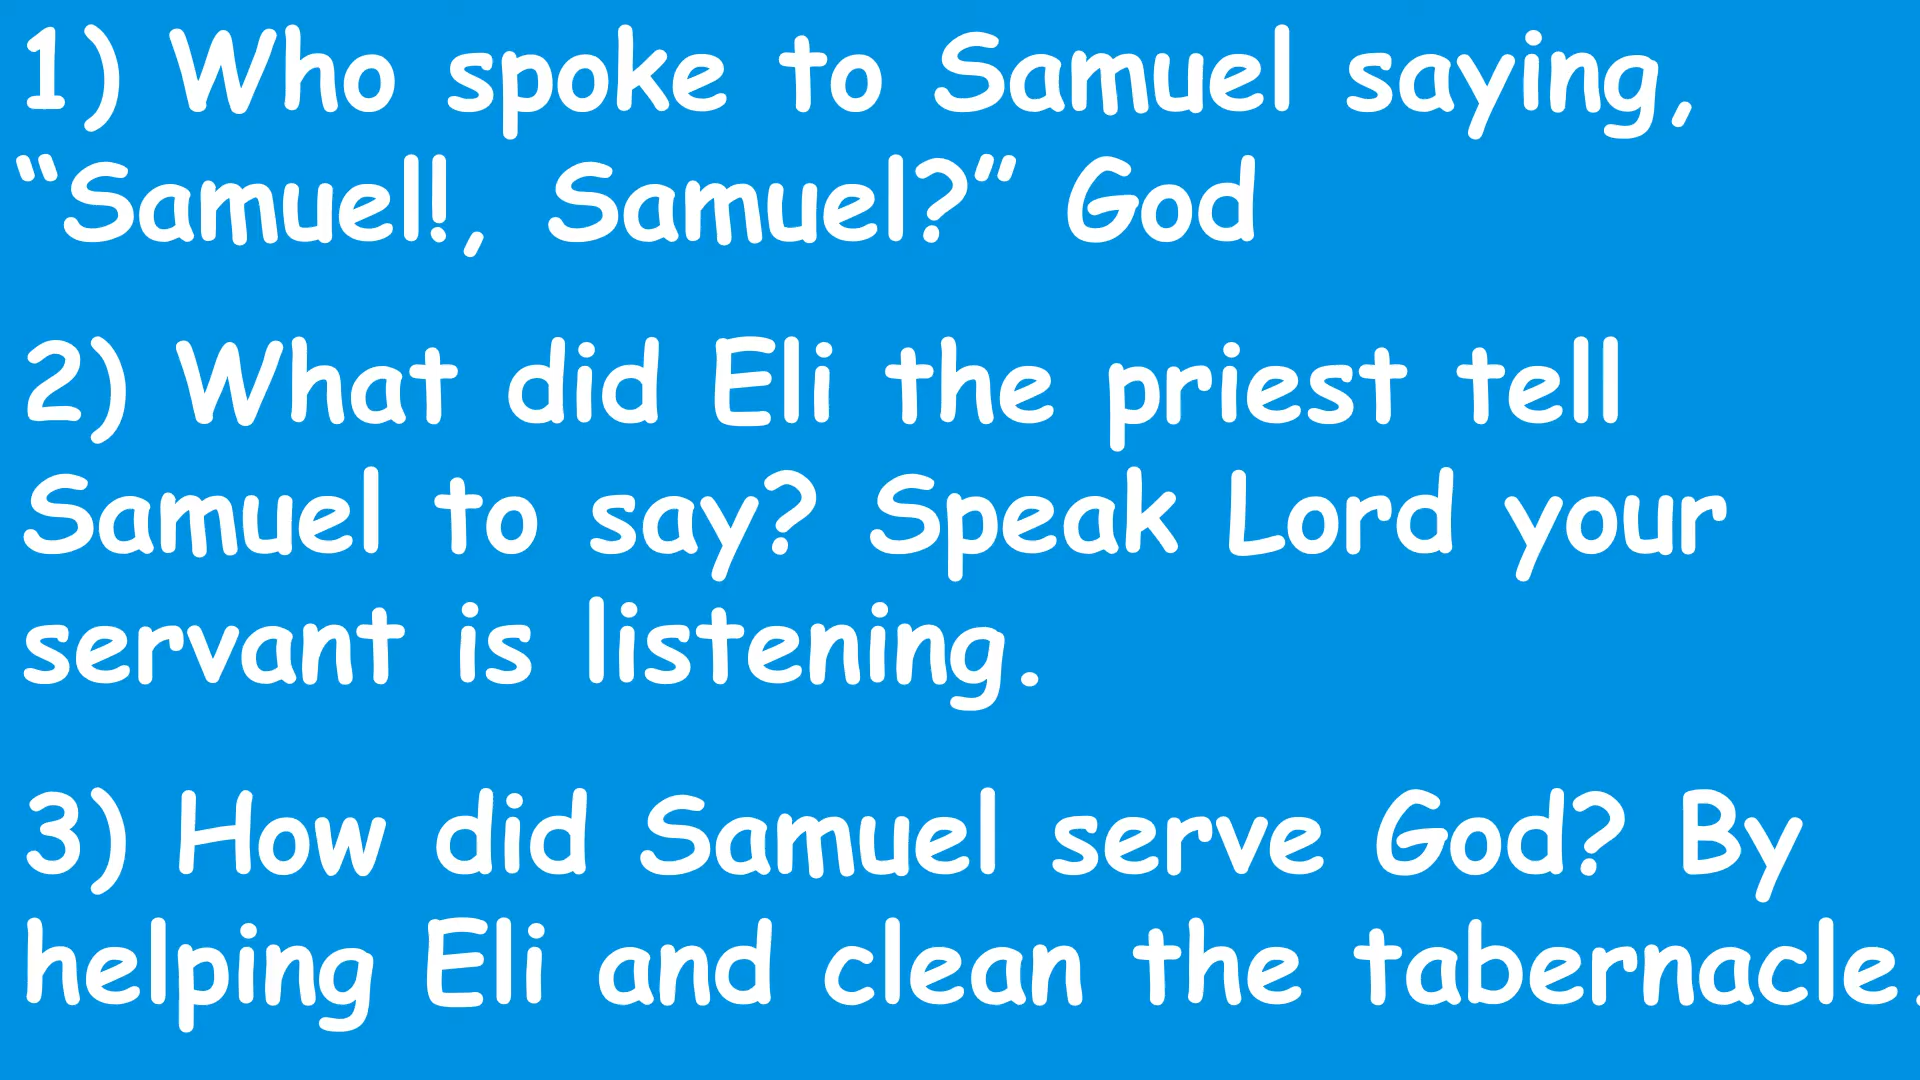 1) Who spoke to Samuel saying,
“Samuel!, Samuel?” God
2) What did Eli the priest tell
Samuel to say? Speak Lord your
servant is listening.
3) How did Samuel serve God? By
helping Eli and clean the tabernacle.